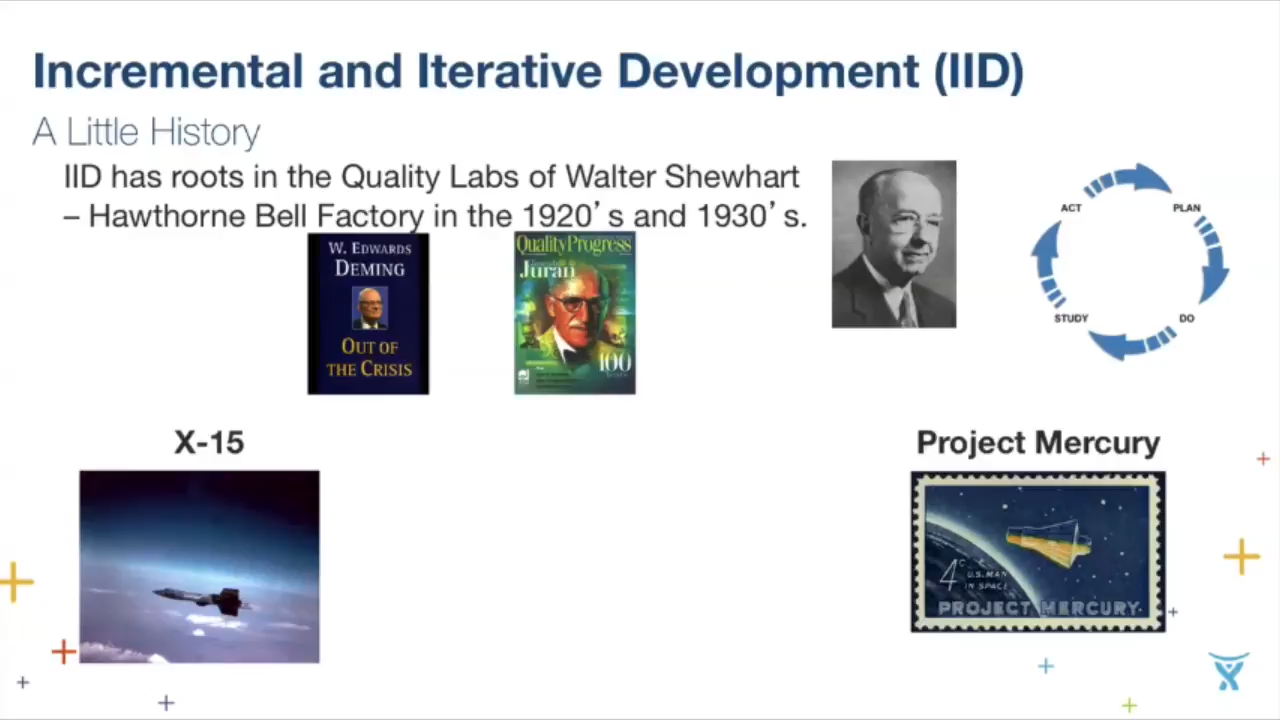 Incremental and Iterative Development (IID)
A Little History
IID has roots in the Quality Labs of Walter Shewhart
– Hawthorne Bell Factory in the 1920’s and 1930’s.
W. EDWARDS
DEMING
OUT OF
THE CRISIS
QualityProgress
Juran
100
ACT
PLAN
STUDY
DO
X-15
Project Mercury
4c
U.S. MAN
IN SPACE
PROJECT MERCURY